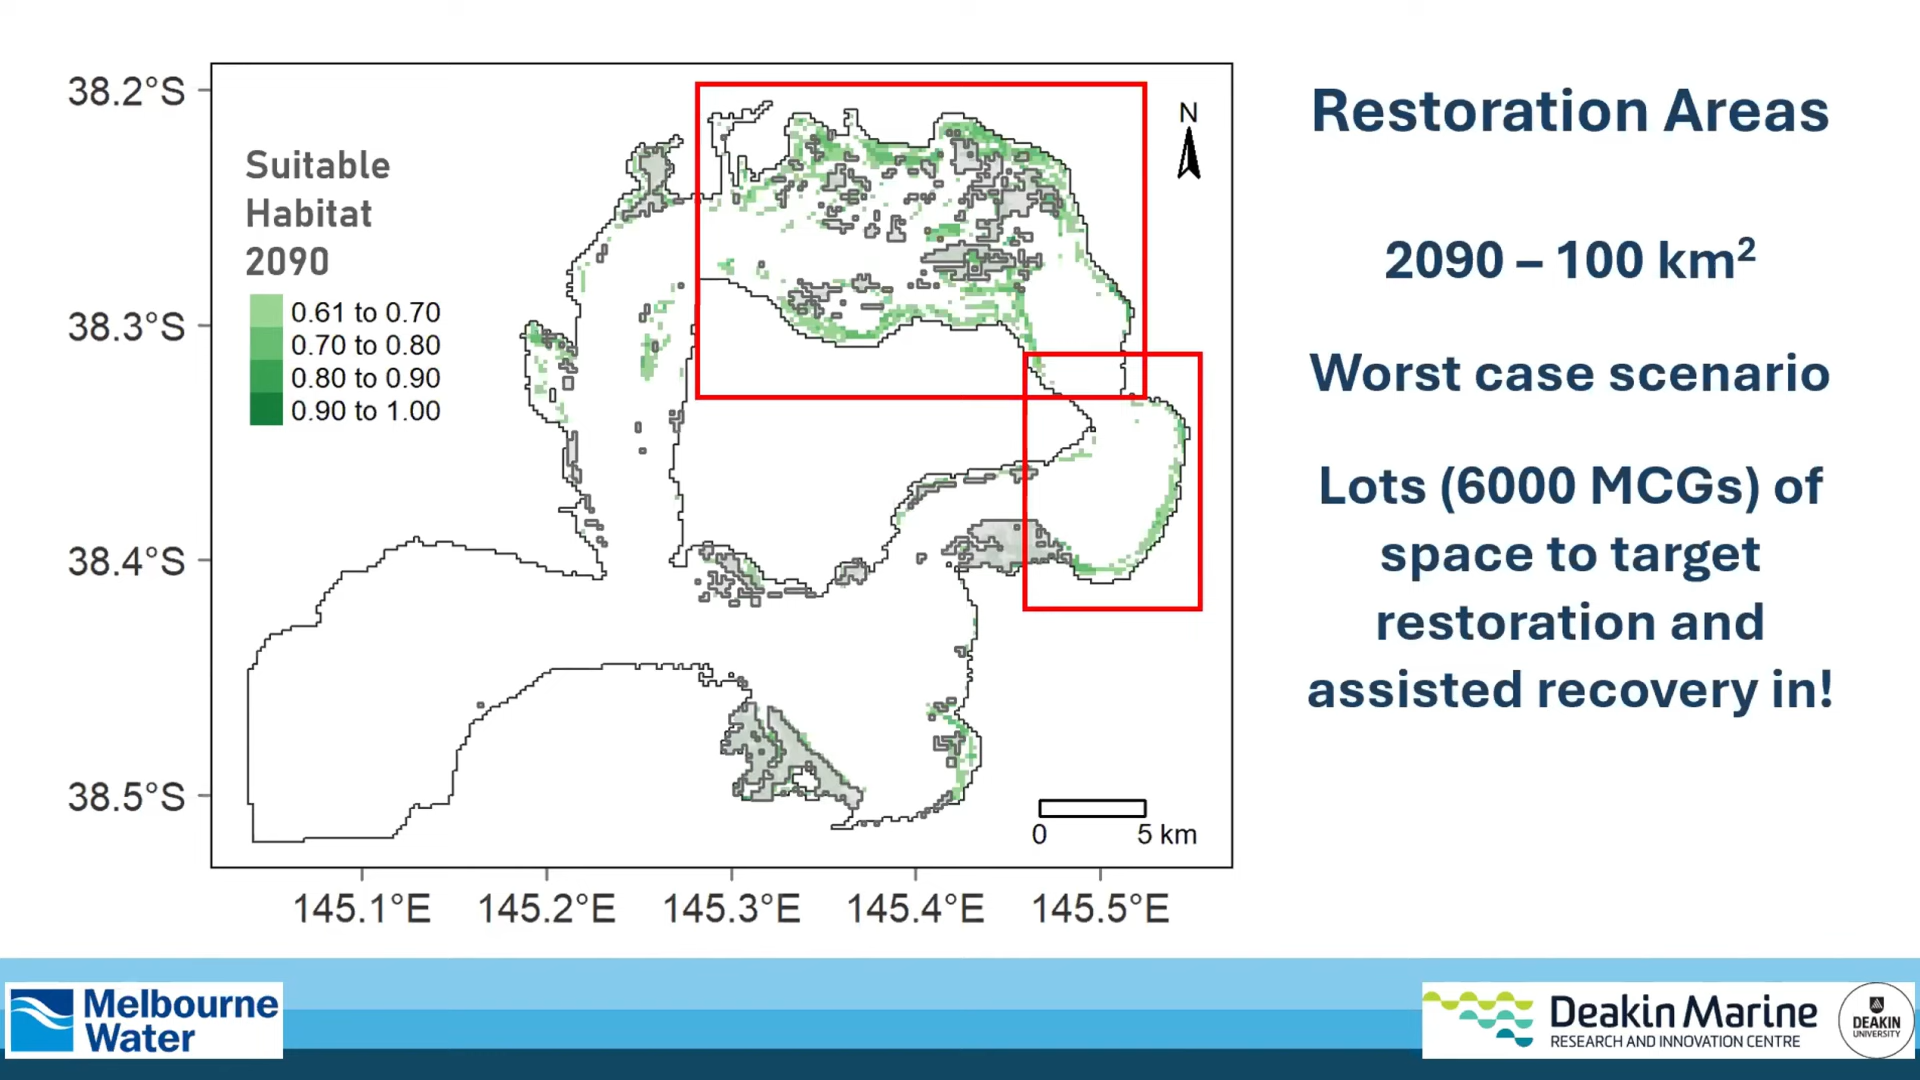 Restoration Areas
2090 – 100 km²
Worst case scenario
Lots (6000 MCGs) of
space to target
restoration and
assisted recovery in!
38.2°S
38.3°S
38.4°S
38.5°S
Suitable
Habitat
2090
0.61 to 0.70
0.70 to 0.80
0.80 to 0.90
0.90 to 1.00
N
0 5 km
145.1°E 145.2°E 145.3°E 145.4°E 145.5°E
Melbourne
Water
Deakin Marine
RESEARCH AND INNOVATION CENTRE
DEAKIN
UNIVERSITY